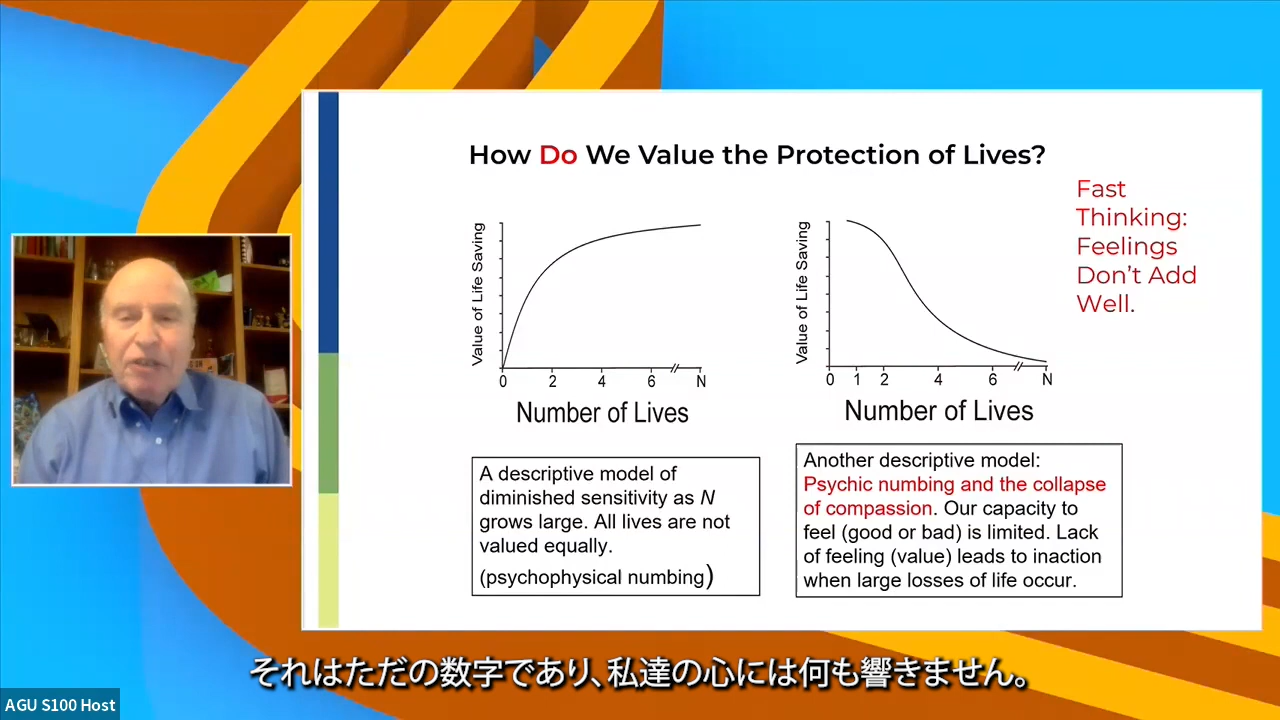 How Do We Value the Protection of Lives?
Fast
Thinking:
Feelings
Don't Add
Well.
Value of Life Saving
0 2 4 6 N
Number of Lives
Value of Life Saving
0 1 2 4 6 N
Number of Lives
A descriptive model of
diminished sensitivity as N
grows large. All lives are not
valued equally.
(psychophysical numbing)
Another descriptive model:
Psychic numbing and the collapse
of compassion. Our capacity to
feel (good or bad) is limited. Lack
of feeling (value) leads to inaction
when large losses of life occur.
それはただの数字であり、私達の心には何も響きません。
AGU S100 Host